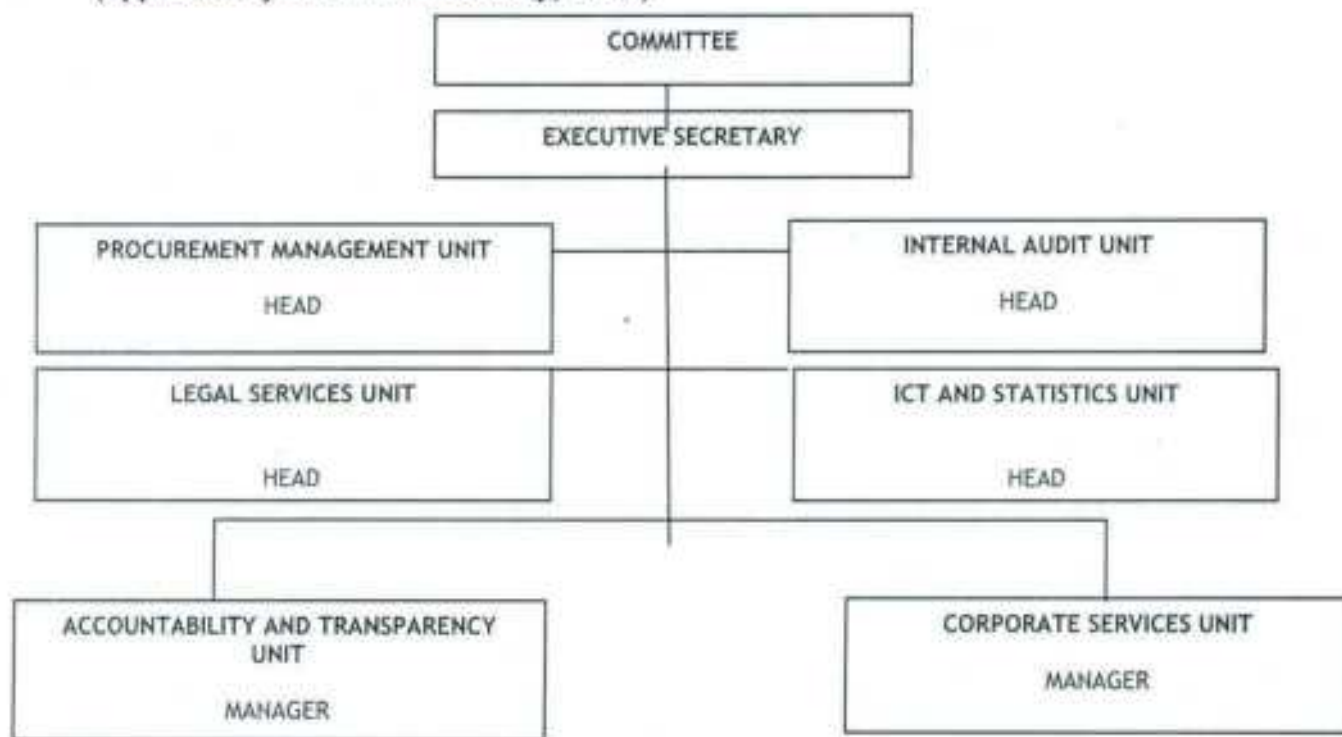 COMMITTEE
EXECUTIVE SECRETARY
PROCUREMENT MANAGEMENT UNIT
HEAD
INTERNAL AUDIT UNIT
HEAD
LEGAL SERVICES UNIT
HEAD
ICT AND STATISTICS UNIT
HEAD
ACCOUNTABILITY AND TRANSPARENCY
UNIT
MANAGER
CORPORATE SERVICES UNIT
MANAGER